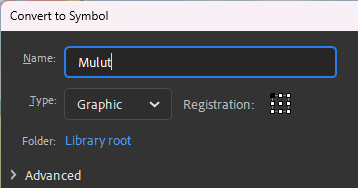 Convert to Symbol
Name: Mulut
Type: Graphic Registration:
Folder: Library root
Advanced